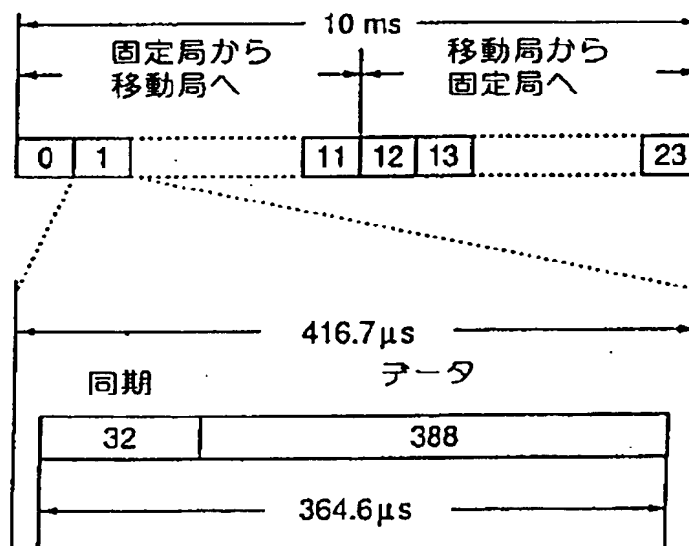 10 ms
固定局から
移動局へ
移動局から
固定局へ
0 1 11 12 13 23
416.7μs
同期 データ
32 388
364.6μs